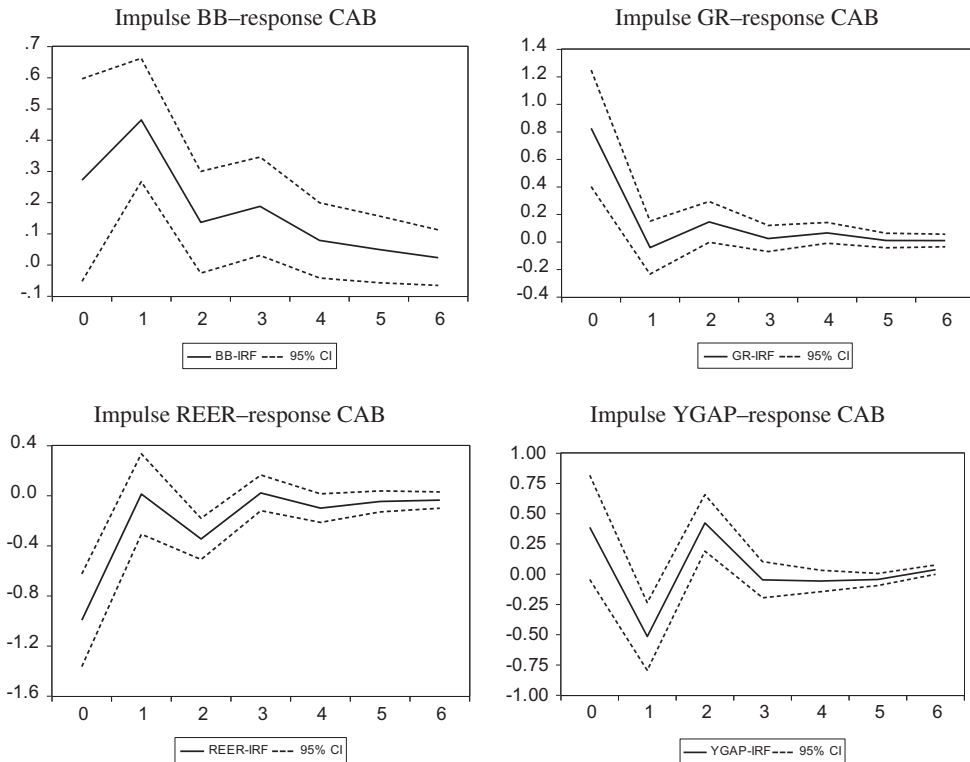 Impulse BB–response CAB
.7
.6
.5
.4
.3
.2
.1
.0
-.1
0 1 2 3 4 5 6
BB-IRF 95% CI
Impulse GR–response CAB
1.4
1.2
1.0
0.8
0.6
0.4
0.2
0.0
-0.2
-0.4
0 1 2 3 4 5 6
GR-IRF 95% CI
Impulse REER–response CAB
0.4
0.0
-0.4
-0.8
-1.2
-1.6
0 1 2 3 4 5 6
REER-IRF 95% CI
Impulse YGAP–response CAB
1.00
0.75
0.50
0.25
0.00
-0.25
-0.50
-0.75
-1.00
0 1 2 3 4 5 6
YGAP-IRF 95% CI